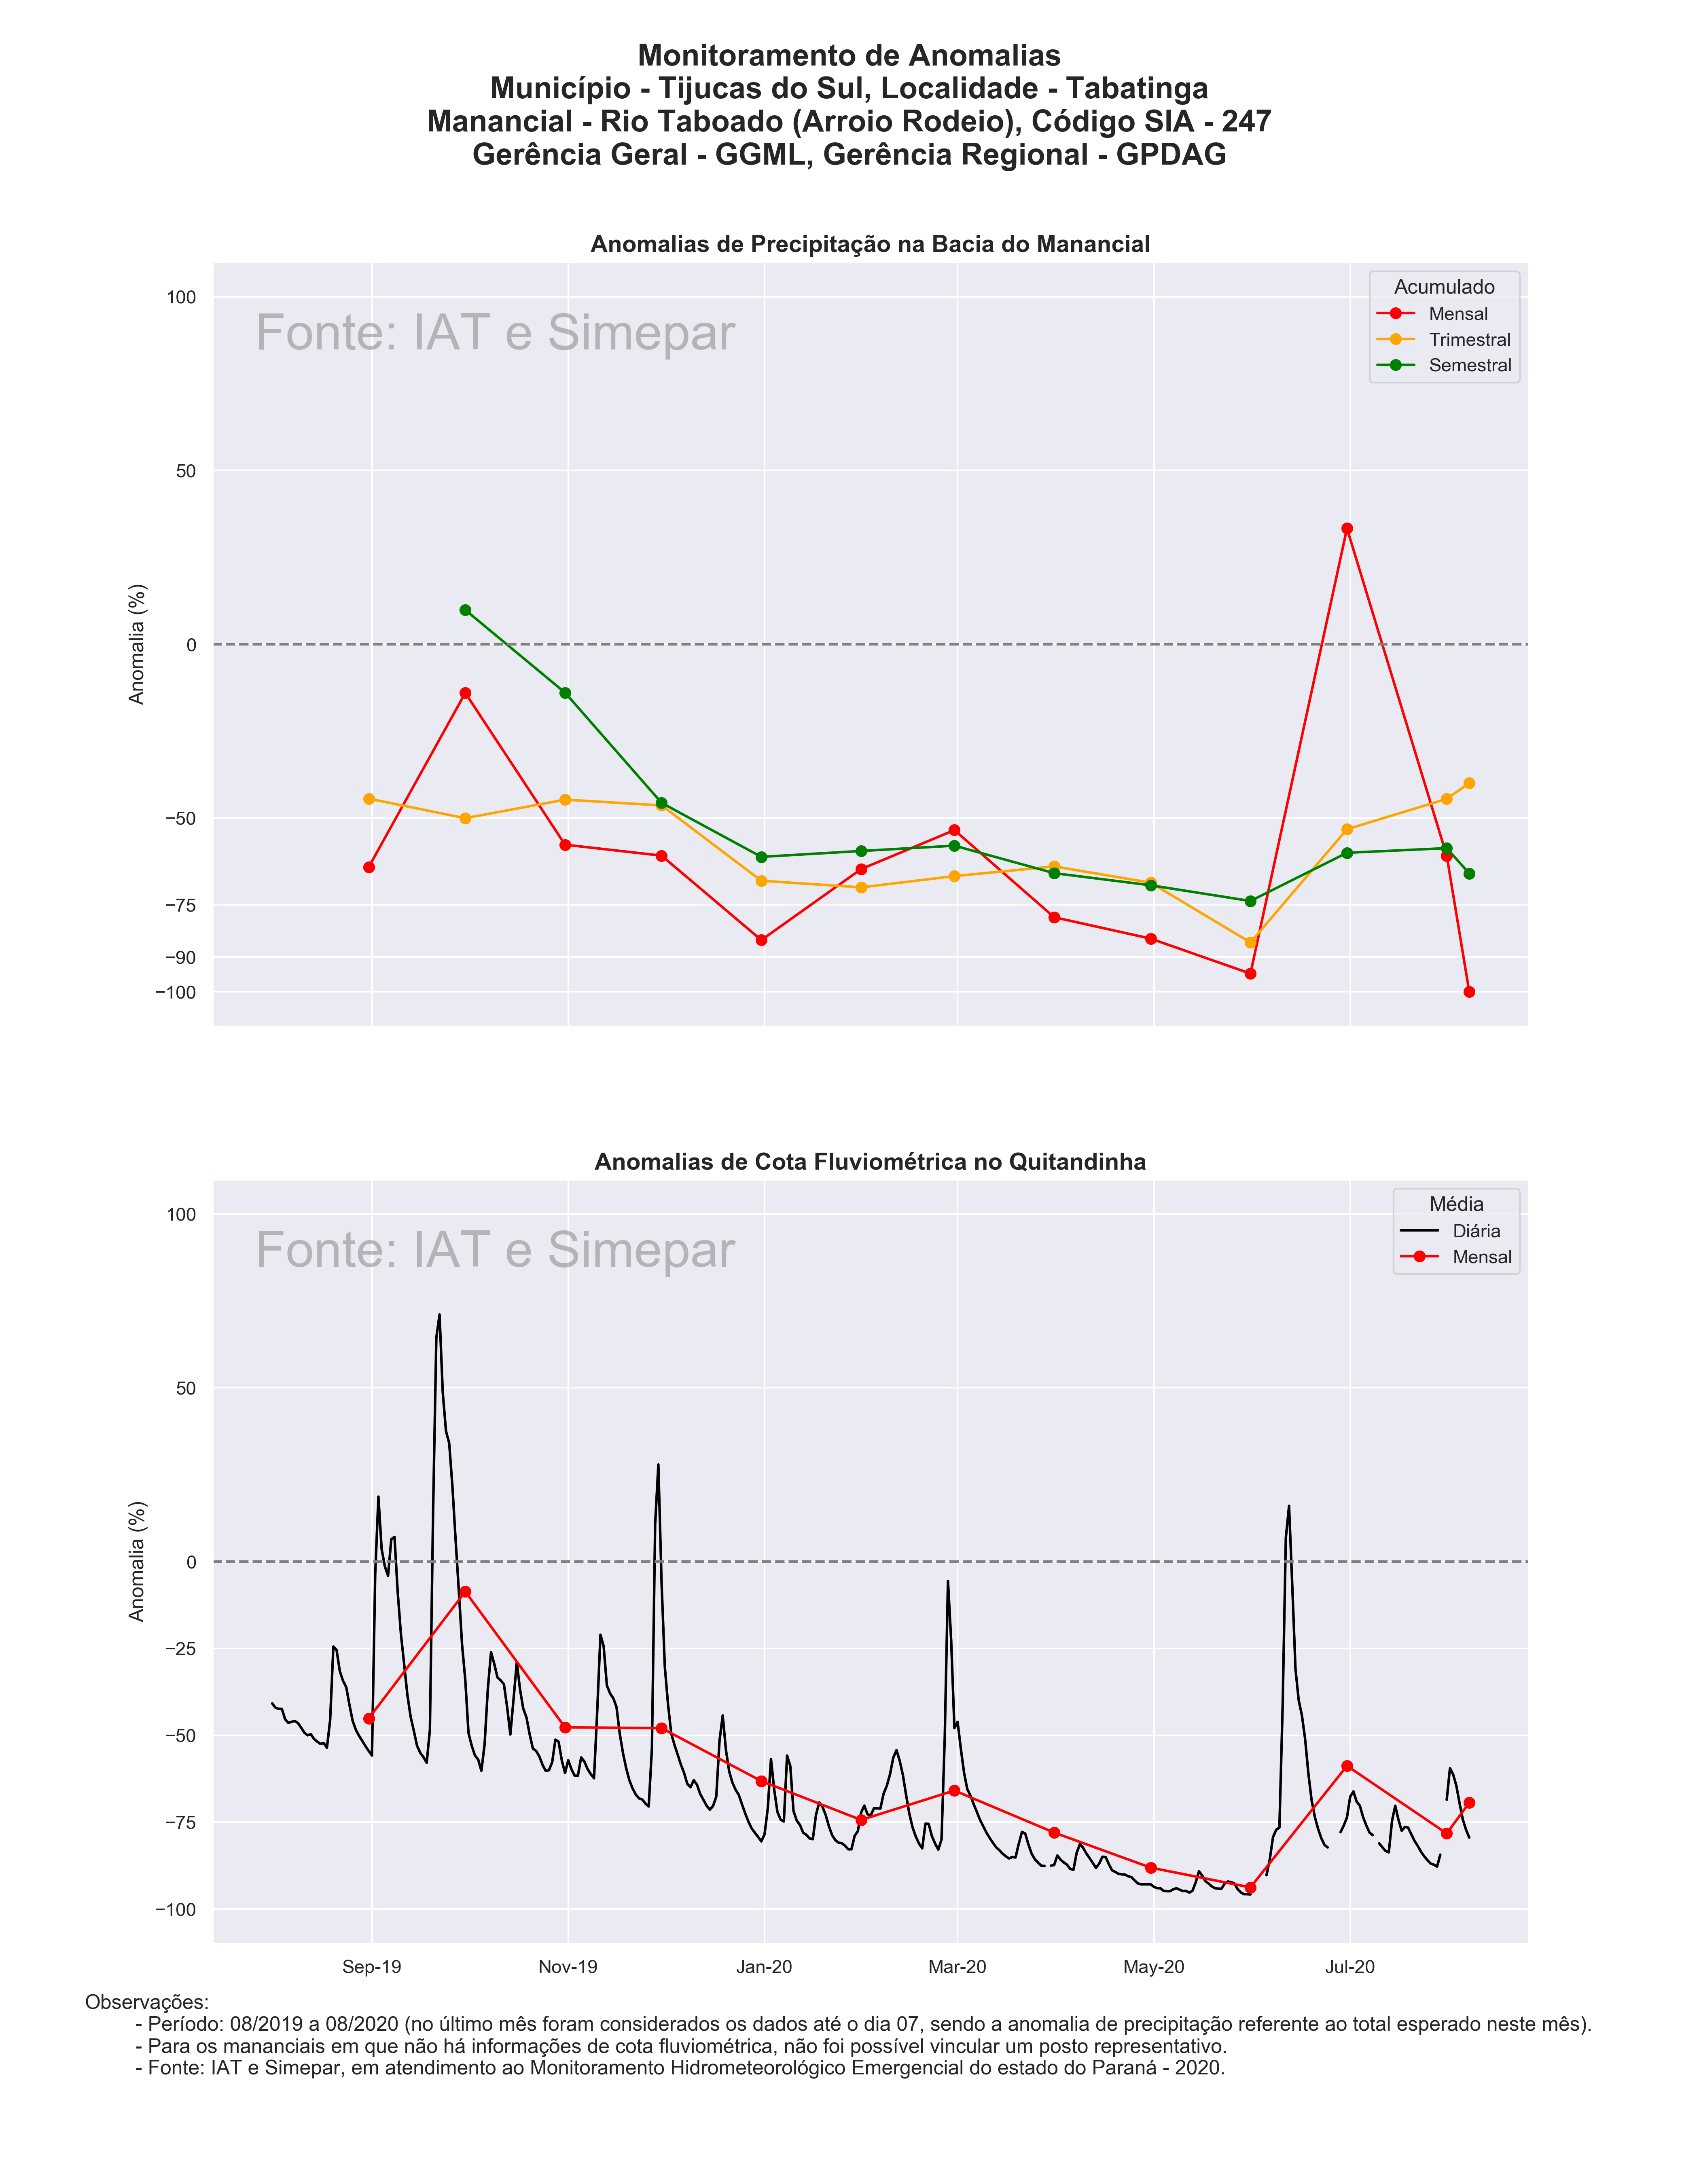 Monitoramento de Anomalias
Município - Tijucas do Sul, Localidade - Tabatinga
Manancial - Rio Taboado (Arroio Rodeio), Código SIA - 247
Gerência Geral - GGML, Gerência Regional - GPDAG
Anomalias de Precipitação na Bacia do Manancial
Fonte: IAT e Simepar
Acumulado
Mensal
Trimestral
Semestral
100
50
0
−50
−75
−90
−100
Anomalia (%)
Anomalias de Cota Fluviométrica no Quitandinha
Fonte: IAT e Simepar
Média
Diária
Mensal
100
50
0
−25
−50
−75
−100
Anomalia (%)
Sep-19 Nov-19 Jan-20 Mar-20 May-20 Jul-20
Observações:
- Período: 08/2019 a 08/2020 (no último mês foram considerados os dados até o dia 07, sendo a anomalia de precipitação referente ao total esperado neste mês).
- Para os mananciais em que não há informações de cota fluviométrica, não foi possível vincular um posto representativo.
- Fonte: IAT e Simepar, em atendimento ao Monitoramento Hidrometeorológico Emergencial do estado do Paraná - 2020.